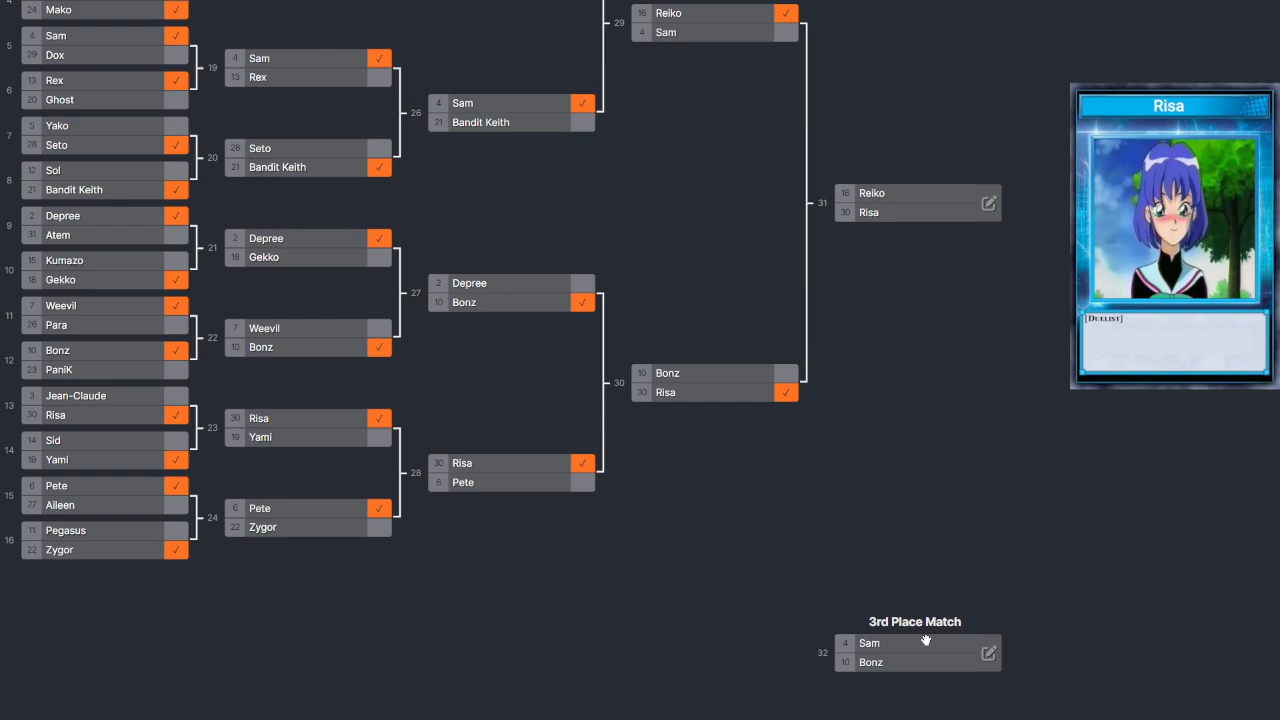 24 Mako ✓
5
4 Sam ✓
29 Dox
6
13 Rex ✓
20 Ghost
7
5 Yako
28 Seto ✓
8
12 Sol
21 Bandit Keith ✓
9
2 Depree ✓
31 Atem
10
15 Kumazo
18 Gekko ✓
11
7 Weevil ✓
26 Para
12
10 Bonz ✓
23 PaniK
13
3 Jean-Claude
30 Risa ✓
14
14 Sid
19 Yami ✓
15
6 Pete ✓
27 Aileen
16
11 Pegasus
22 Zygor ✓
19
4 Sam ✓
13 Rex
20
28 Seto
21 Bandit Keith ✓
21
2 Depree ✓
18 Gekko
22
7 Weevil
10 Bonz ✓
23
30 Risa ✓
19 Yami
24
6 Pete ✓
22 Zygor
26
4 Sam ✓
21 Bandit Keith
27
2 Depree
10 Bonz ✓
28
30 Risa ✓
6 Pete
29
16 Reiko ✓
4 Sam
30
10 Bonz
30 Risa ✓
31
16 Reiko
30 Risa
3rd Place Match
32
4 Sam
10 Bonz
Risa
[Duelist]